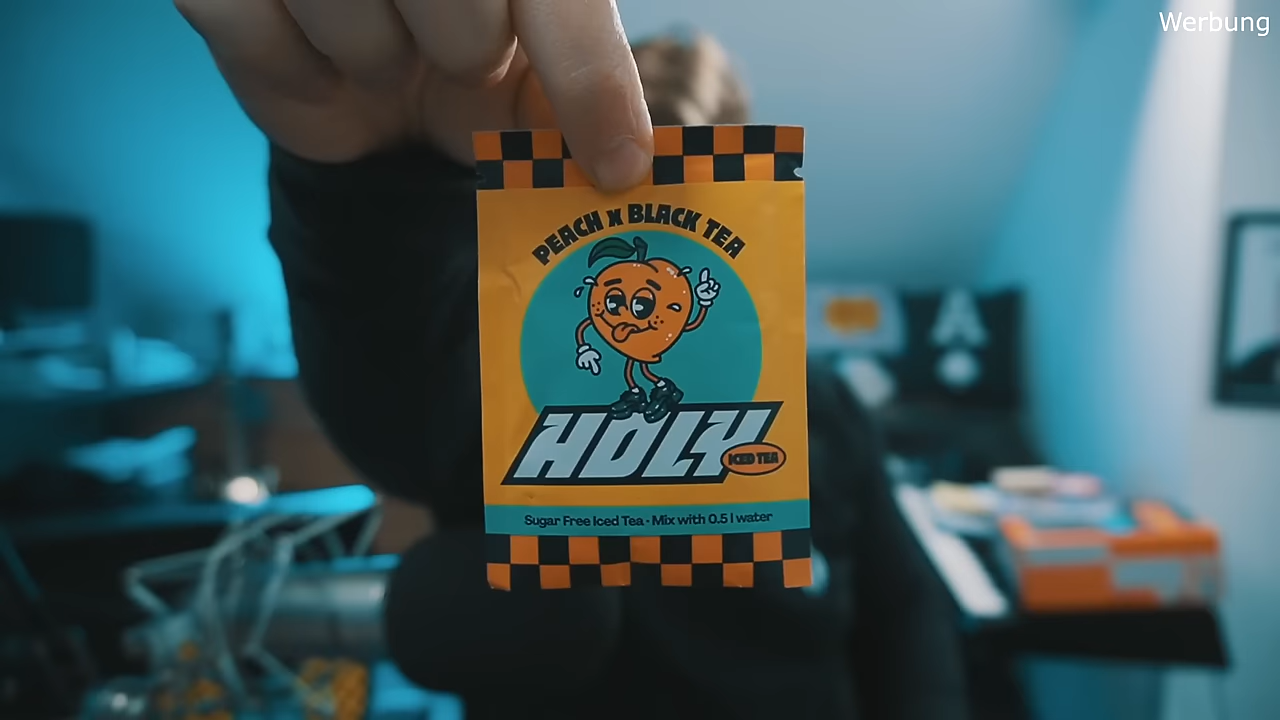 Werbung
PEACH x BLACK TEA
HOLY
ICED TEA
Sugar Free Iced Tea · Mix with 0.5 l water